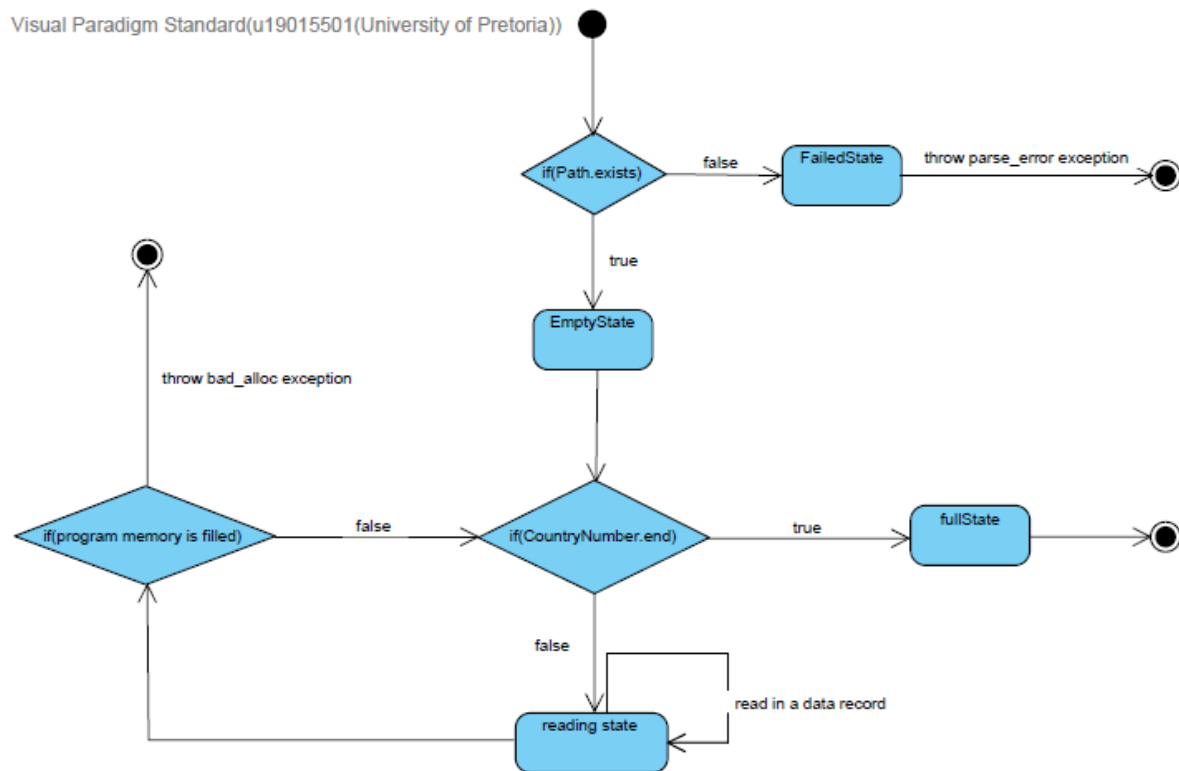 Visual Paradigm Standard(u19015501(University of Pretoria))
if(Path.exists)
false
FailedState
throw parse_error exception
true
EmptyState
throw bad_alloc exception
if(program memory is filled)
false
if(CountryNumber.end)
true
fullState
false
read in a data record
reading state